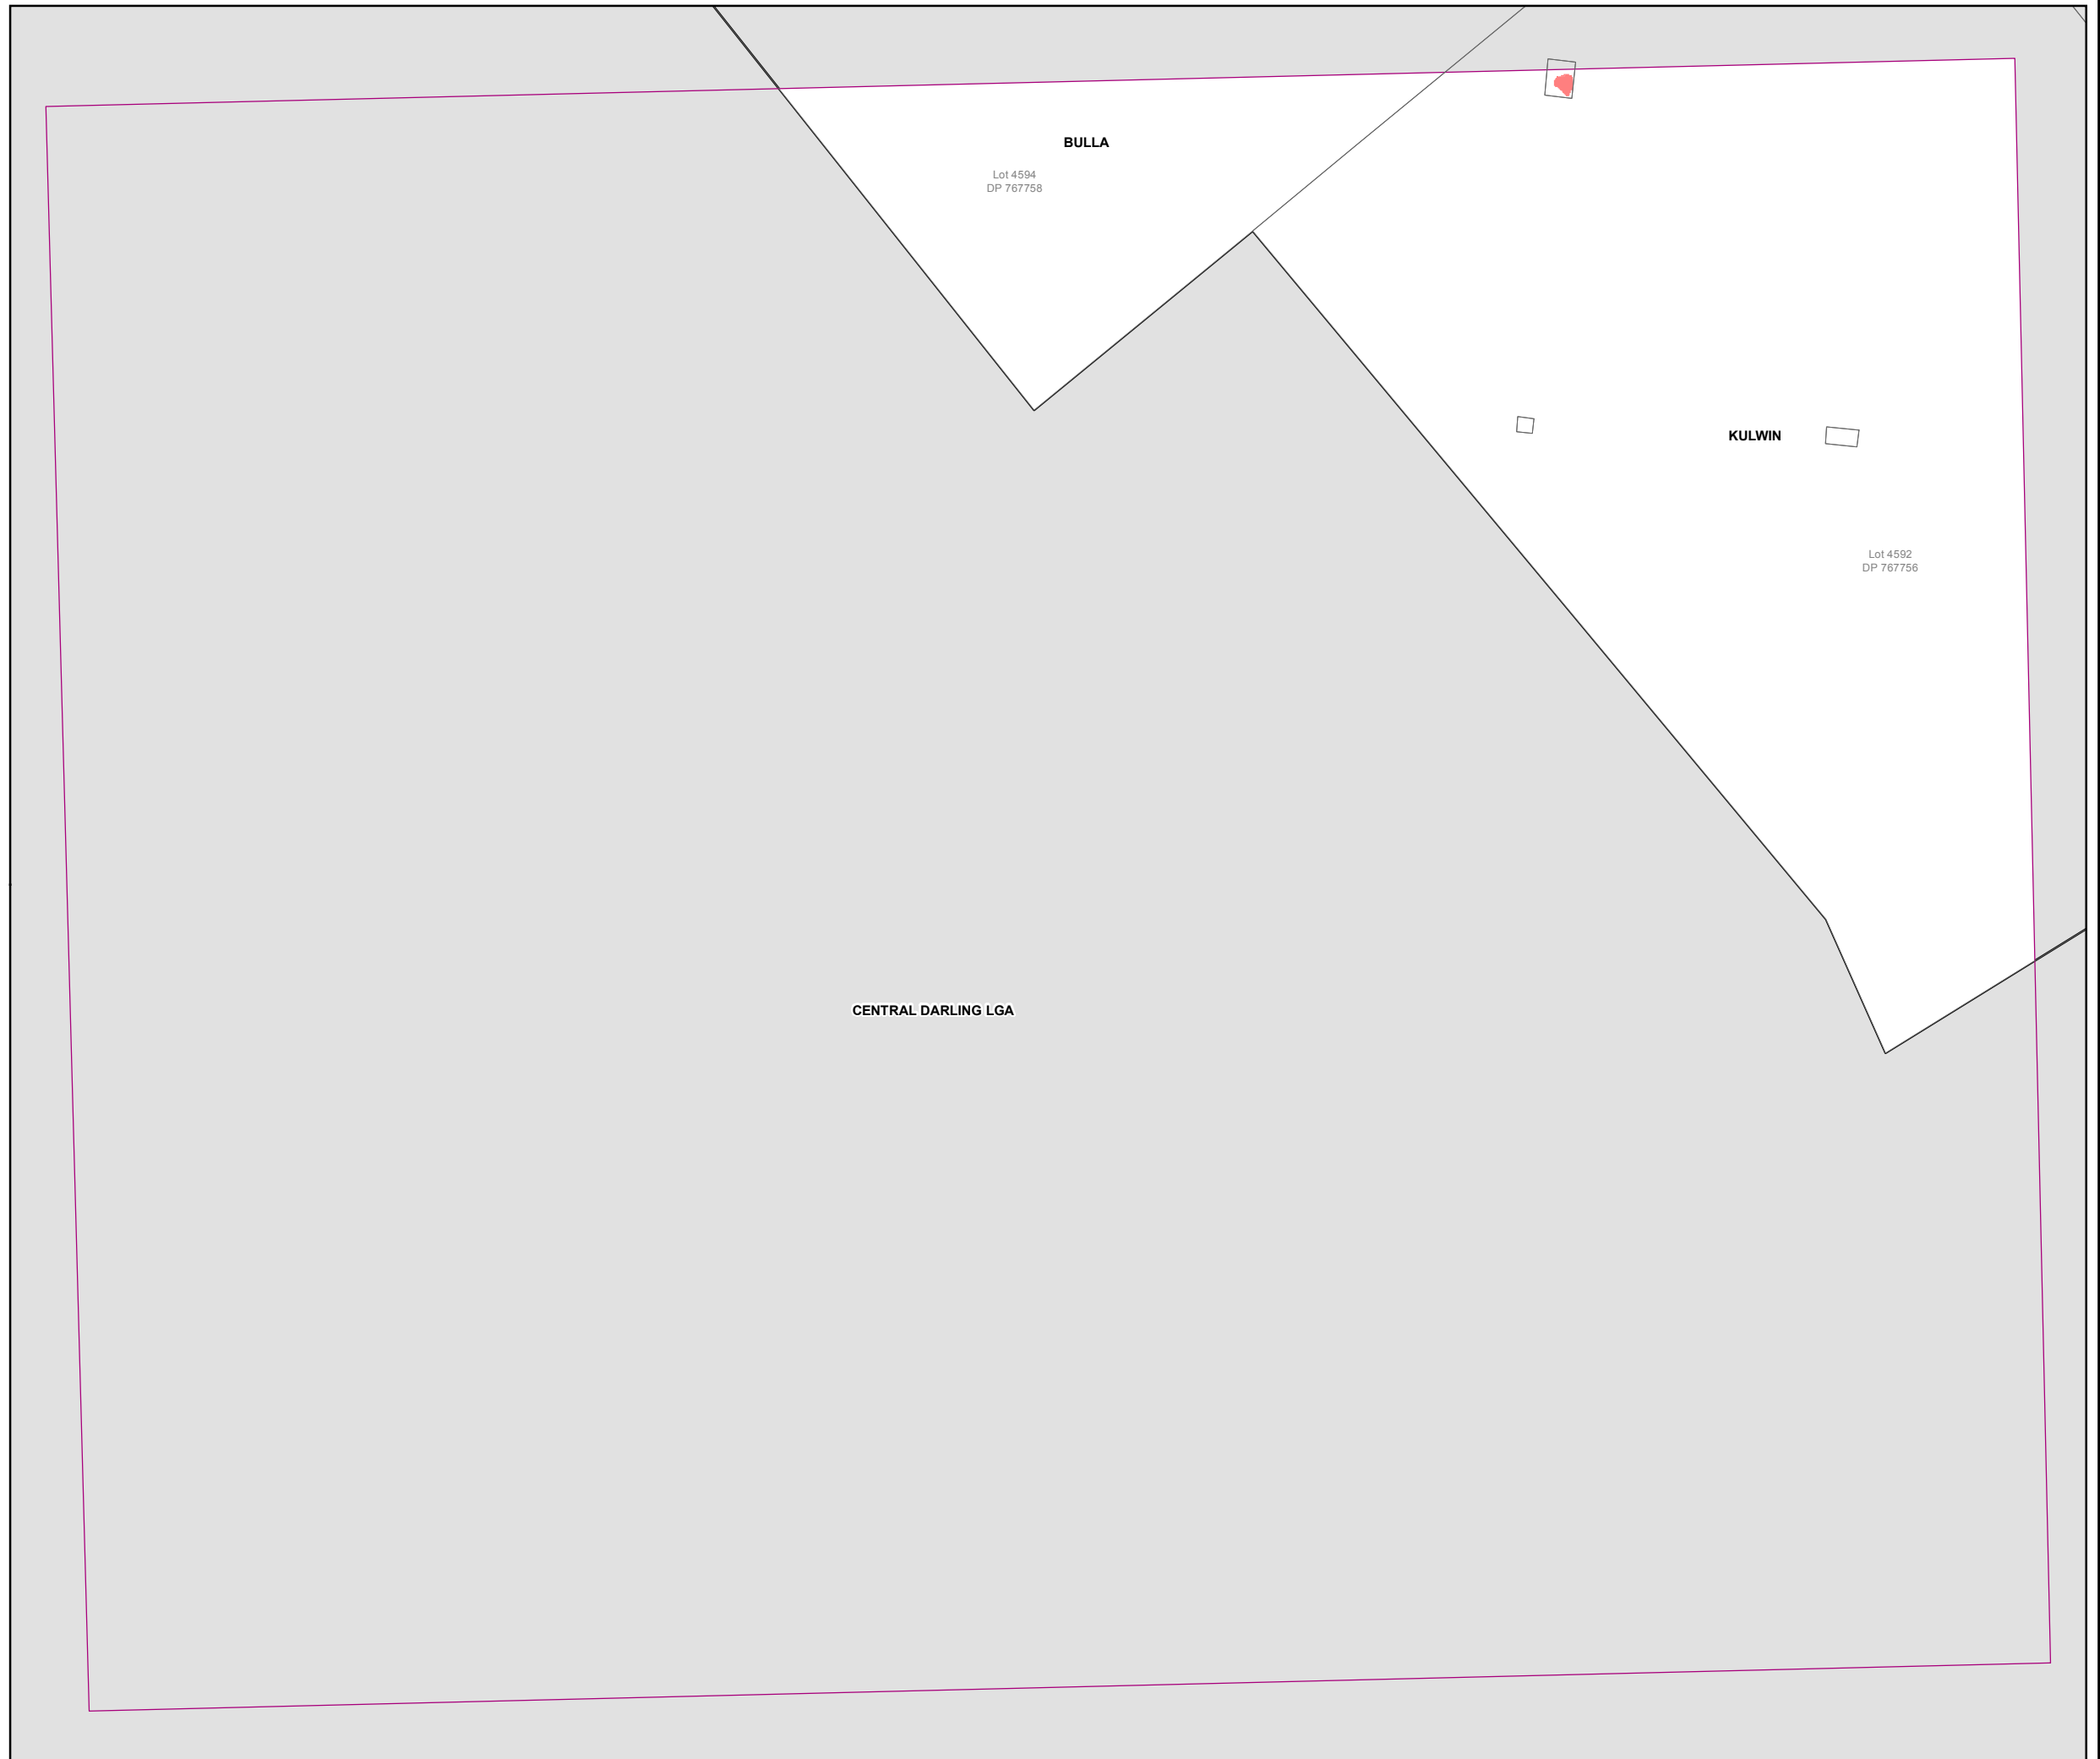 BULLA
Lot 4594
DP 767758
KULWIN
Lot 4592
DP 767756
CENTRAL DARLING LGA